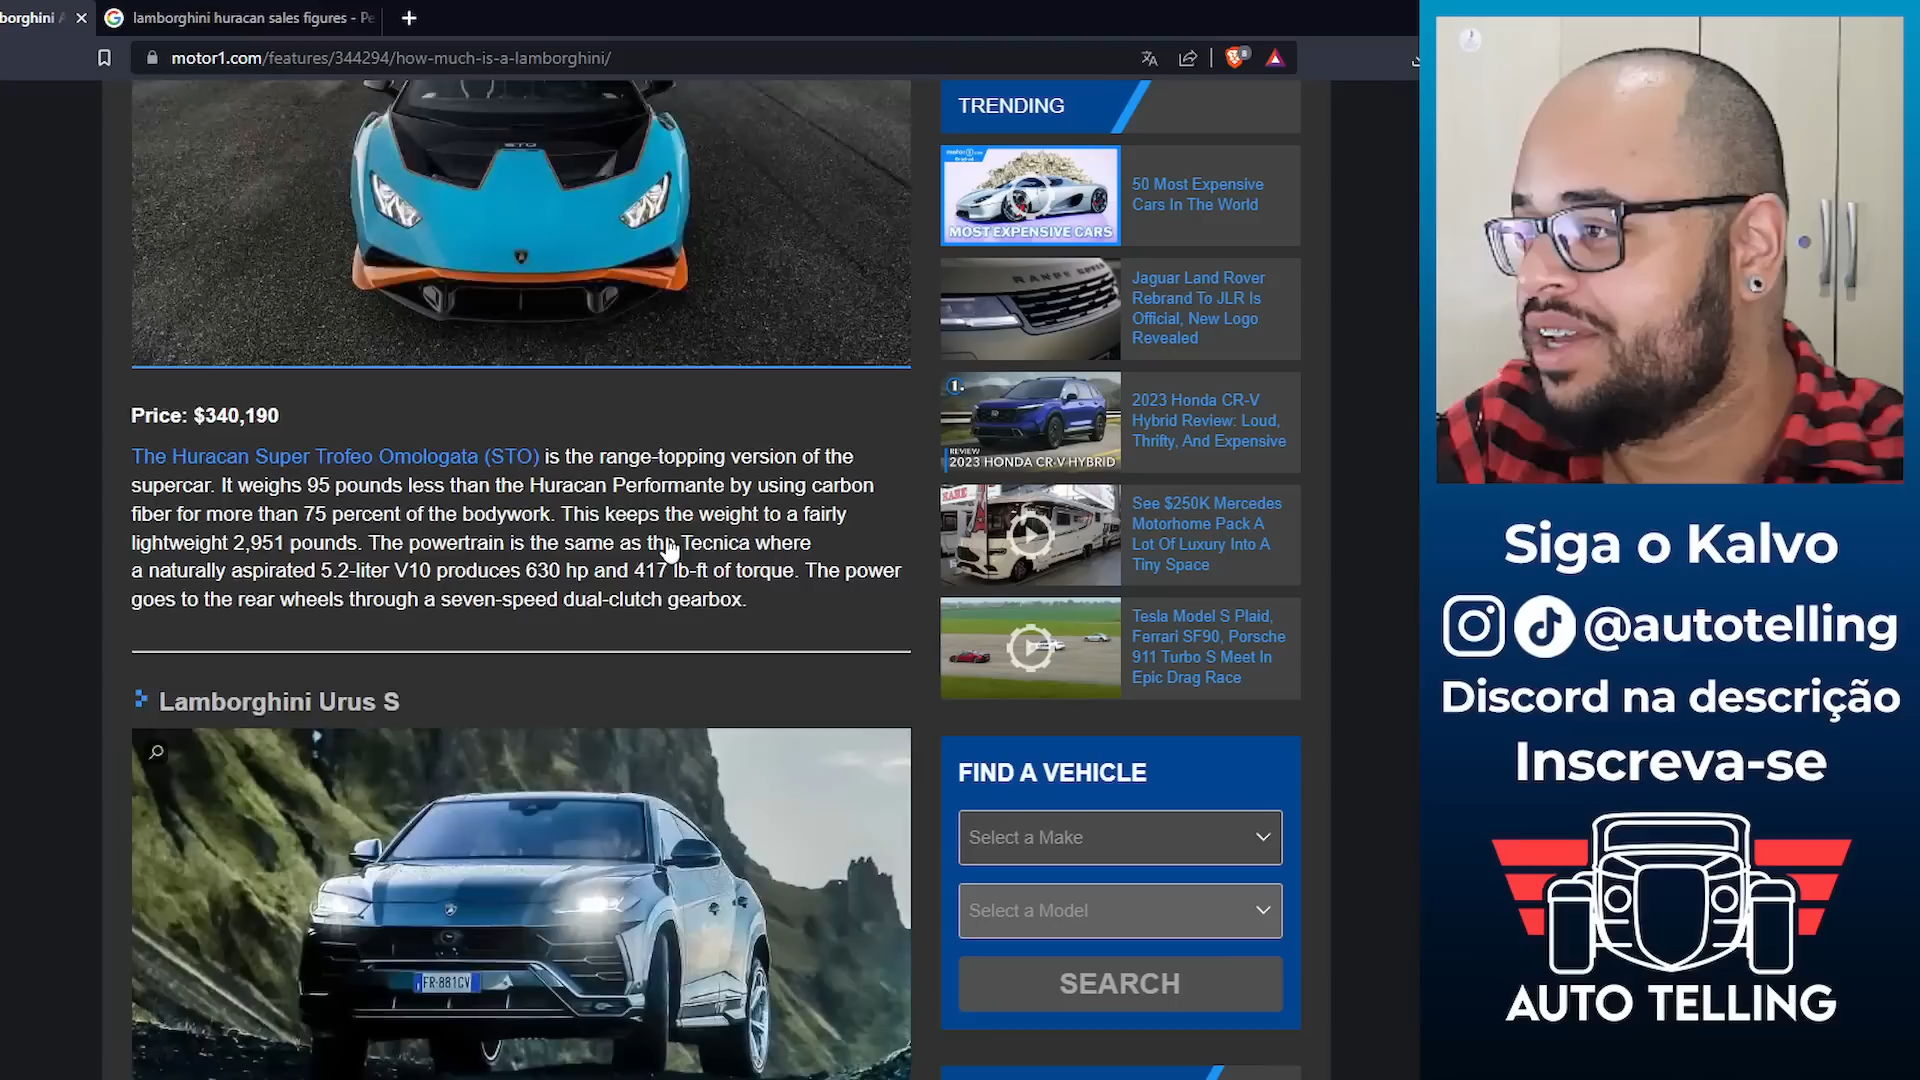 borghini
lamborghini huracan sales figures - Pe
motor1.com/features/344294/how-much-is-a-lamborghini/
8
STO
Price: $340,190
The Huracan Super Trofeo Omologata (STO) is the range-topping version of the
supercar. It weighs 95 pounds less than the Huracan Performante by using carbon
fiber for more than 75 percent of the bodywork. This keeps the weight to a fairly
lightweight 2,951 pounds. The powertrain is the same as the Tecnica where
a naturally aspirated 5.2-liter V10 produces 630 hp and 417 lb-ft of torque. The power
goes to the rear wheels through a seven-speed dual-clutch gearbox.
Lamborghini Urus S
FR·881CV
TRENDING
MOST EXPENSIVE CARS
50 Most Expensive
Cars In The World
RANGE ROVER
Jaguar Land Rover
Rebrand To JLR Is
Official, New Logo
Revealed
1.
REVIEW
2023 HONDA CR-V HYBRID
2023 Honda CR-V
Hybrid Review: Loud,
Thrifty, And Expensive
See $250K Mercedes
Motorhome Pack A
Lot Of Luxury Into A
Tiny Space
Tesla Model S Plaid,
Ferrari SF90, Porsche
911 Turbo S Meet In
Epic Drag Race
FIND A VEHICLE
Select a Make
Select a Model
SEARCH
Siga o Kalvo
@autotelling
Discord na descrição
Inscreva-se
AUTO TELLING